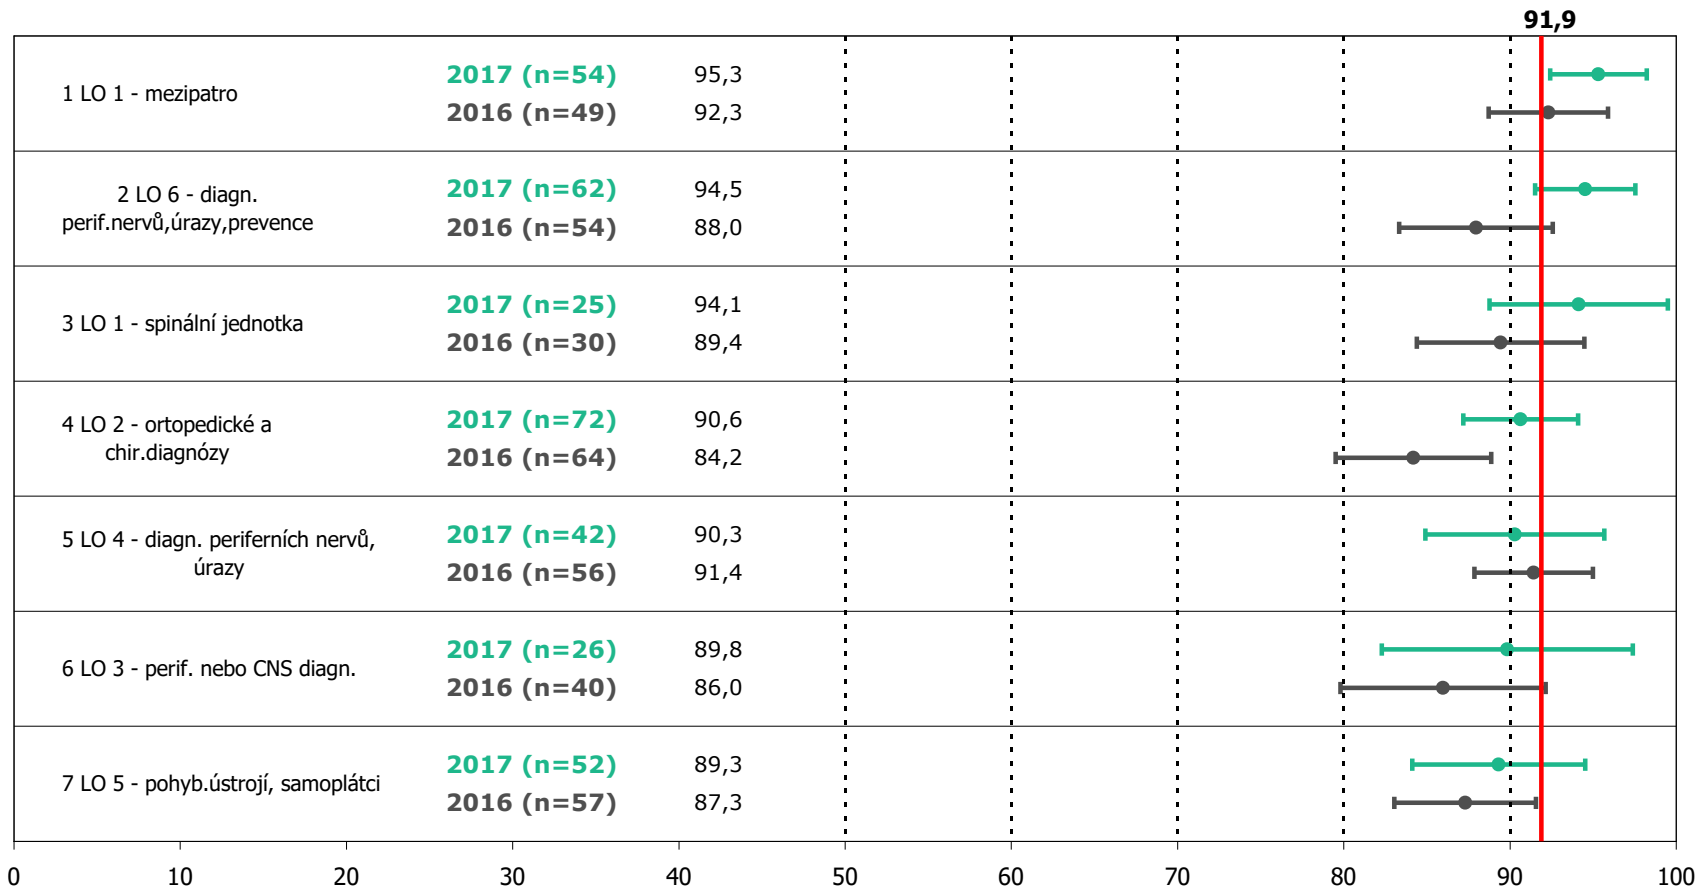 91,9
1 LO 1 - mezipatro
2017 (n=54) 95,3
2016 (n=49) 92,3
2 LO 6 - diagn.
perif.nervů,úrazy,prevence
2017 (n=62) 94,5
2016 (n=54) 88,0
3 LO 1 - spinální jednotka
2017 (n=25) 94,1
2016 (n=30) 89,4
4 LO 2 - ortopedické a
chir.diagnózy
2017 (n=72) 90,6
2016 (n=64) 84,2
5 LO 4 - diagn. periferních nervů,
úrazy
2017 (n=42) 90,3
2016 (n=56) 91,4
6 LO 3 - perif. nebo CNS diagn.
2017 (n=26) 89,8
2016 (n=40) 86,0
7 LO 5 - pohyb.ústrojí, samoplátci
2017 (n=52) 89,3
2016 (n=57) 87,3
0 10 20 30 40 50 60 70 80 90 100